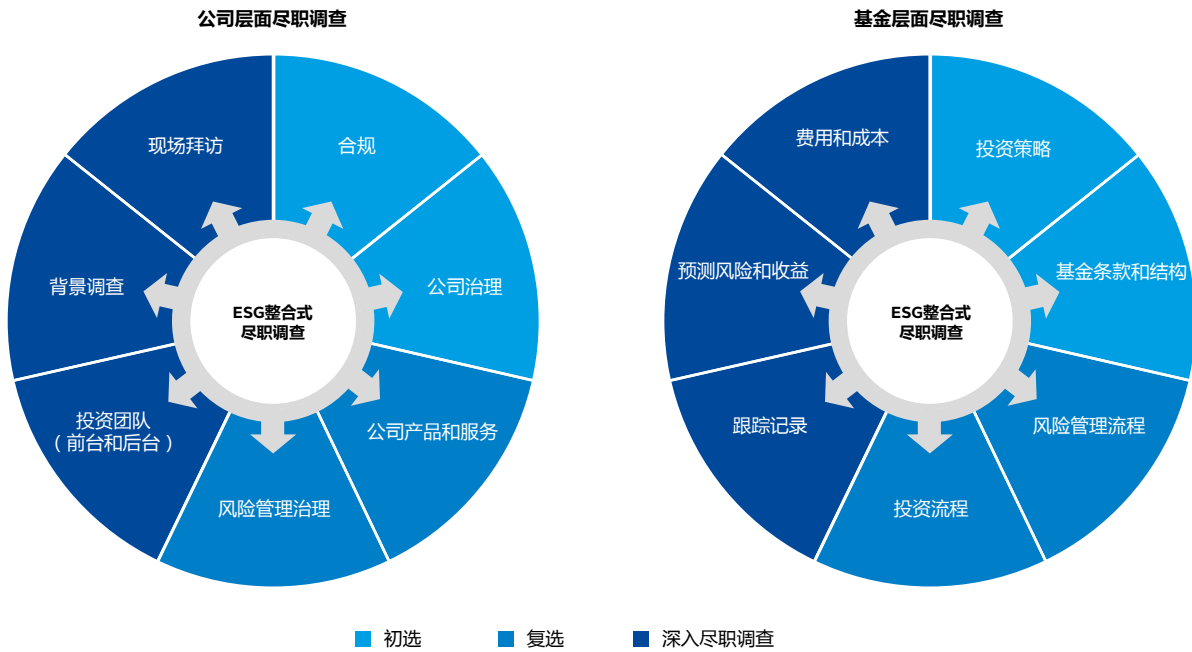 公司层面尽职调查
现场拜访
合规
背景调查
公司治理
ESG整合式
尽职调查
投资团队
（前台和后台）
公司产品和服务
风险管理治理
基金层面尽职调查
费用和成本
投资策略
预测风险和收益
基金条款和结构
ESG整合式
尽职调查
跟踪记录
风险管理流程
投资流程
初选
复选
深入尽职调查